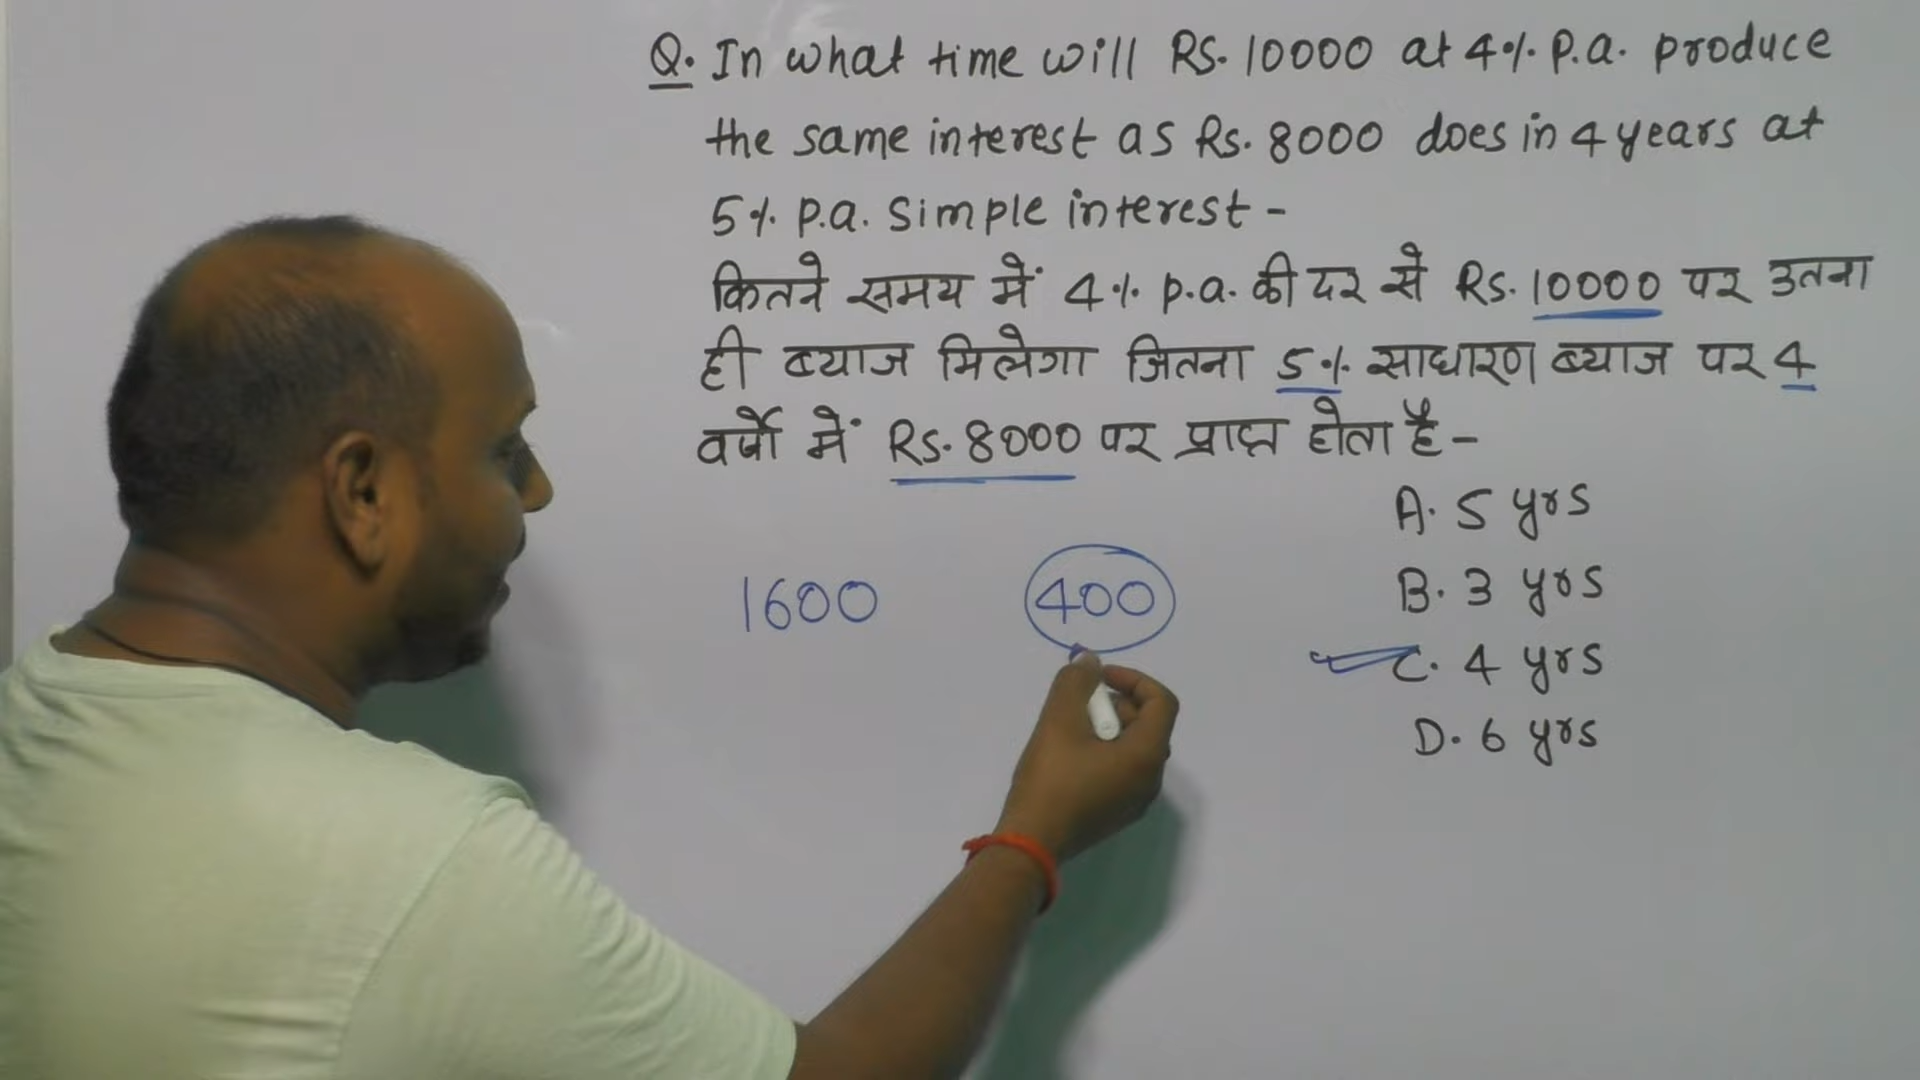 Q. In what time will RS. 10000 at 4% P.a. produce
the same interest as Rs. 8000 does in 4 years at
5% p.a. simple interest -
कितने समय में 4% p.a. की दर से Rs. 10000 पर उतना
ही ब्याज मिलेगा जितना 5% साधारण ब्याज पर 4
वर्षो में Rs. 8000 पर प्राप्त होता है -
A. 5 yrs
B. 3 yrs
C. 4 yrs
D. 6 yrs
1600 400